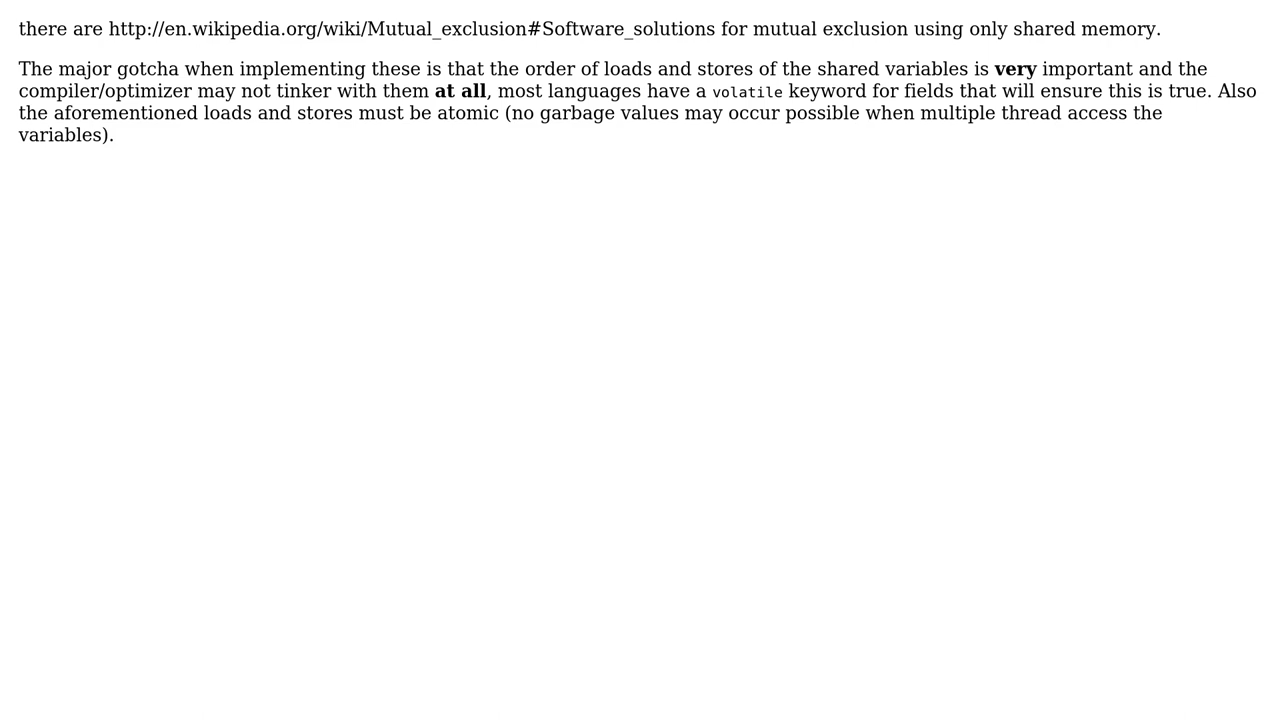 there are http://en.wikipedia.org/wiki/Mutual_exclusion#Software_solutions for mutual exclusion using only shared memory.
The major gotcha when implementing these is that the order of loads and stores of the shared variables is very important and the
compiler/optimizer may not tinker with them at all, most languages have a volatile keyword for fields that will ensure this is true. Also
the aforementioned loads and stores must be atomic (no garbage values may occur possible when multiple thread access the
variables).